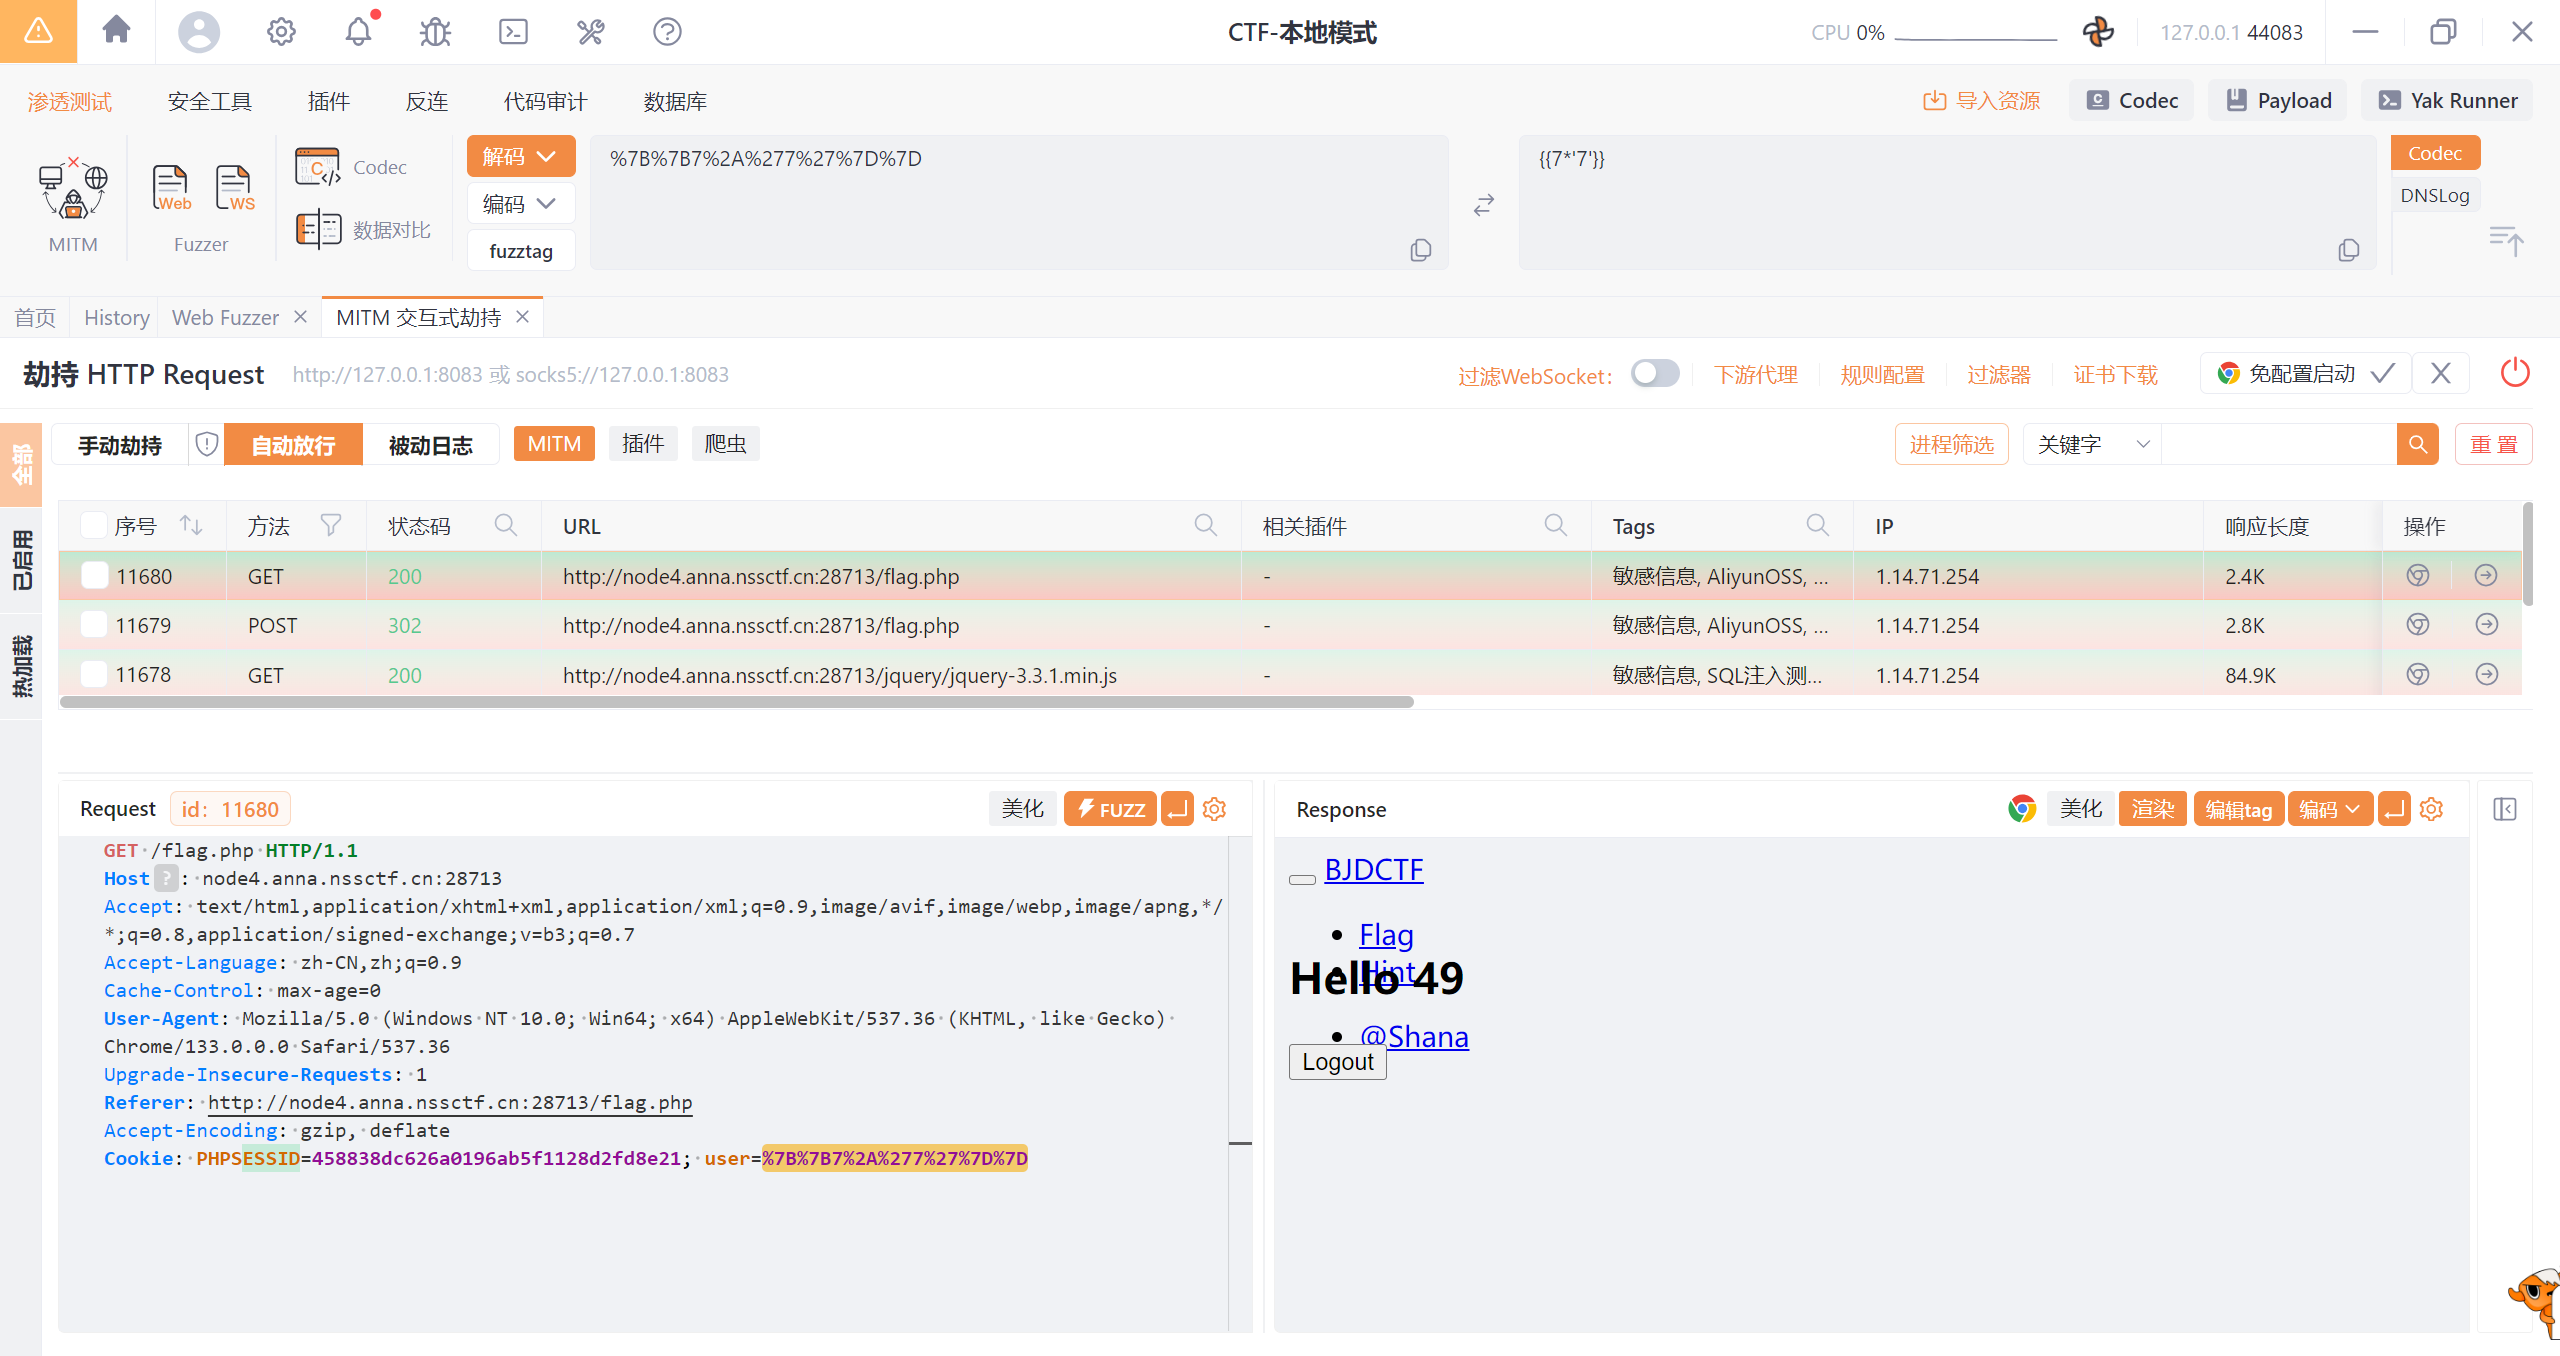 CTF-本地模式
CPU 0%
127.0.0.1 44083
渗透测试 安全工具 插件 反连 代码审计 数据库
导入资源 Codec Payload Yak Runner
MITM
Web WS
Fuzzer
Codec
数据对比
解码
编码
fuzztag
%7B%7B7%2A%277%27%7D%7D
{{7*'7'}}
Codec
DNSLog
首页 History Web Fuzzer MITM 交互式劫持
劫持 HTTP Request http://127.0.0.1:8083 或 socks5://127.0.0.1:8083
过滤WebSocket: 下游代理 规则配置 过滤器 证书下载 免配置启动
全部
已启用
热加载
手动劫持 自动放行 被动日志 MITM 插件 爬虫
进程筛选 关键字 重 置
序号 方法 状态码 URL 相关插件 Tags IP 响应长度 操作
11680 GET 200 http://node4.anna.nssctf.cn:28713/flag.php - 敏感信息, AliyunOSS, ... 1.14.71.254 2.4K
11679 POST 302 http://node4.anna.nssctf.cn:28713/flag.php - 敏感信息, AliyunOSS, ... 1.14.71.254 2.8K
11678 GET 200 http://node4.anna.nssctf.cn:28713/jquery/jquery-3.3.1.min.js - 敏感信息, SQL注入测... 1.14.71.254 84.9K
Request id: 11680 美化 FUZZ
GET /flag.php HTTP/1.1
Host ? : node4.anna.nssctf.cn:28713
Accept: text/html,application/xhtml+xml,application/xml;q=0.9,image/avif,image/webp,image/apng,*/
*;q=0.8,application/signed-exchange;v=b3;q=0.7
Accept-Language: zh-CN,zh;q=0.9
Cache-Control: max-age=0
User-Agent: Mozilla/5.0 (Windows NT 10.0; Win64; x64) AppleWebKit/537.36 (KHTML, like Gecko)
Chrome/133.0.0.0 Safari/537.36
Upgrade-Insecure-Requests: 1
Referer: http://node4.anna.nssctf.cn:28713/flag.php
Accept-Encoding: gzip, deflate
Cookie: PHPSESSID=458838dc626a0196ab5f1128d2fd8e21; user=%7B%7B7%2A%277%27%7D%7D
Response 美化 渲染 编辑tag 编码
BJDCTF
Flag
Hint
Hello 49
@Shana
Logout